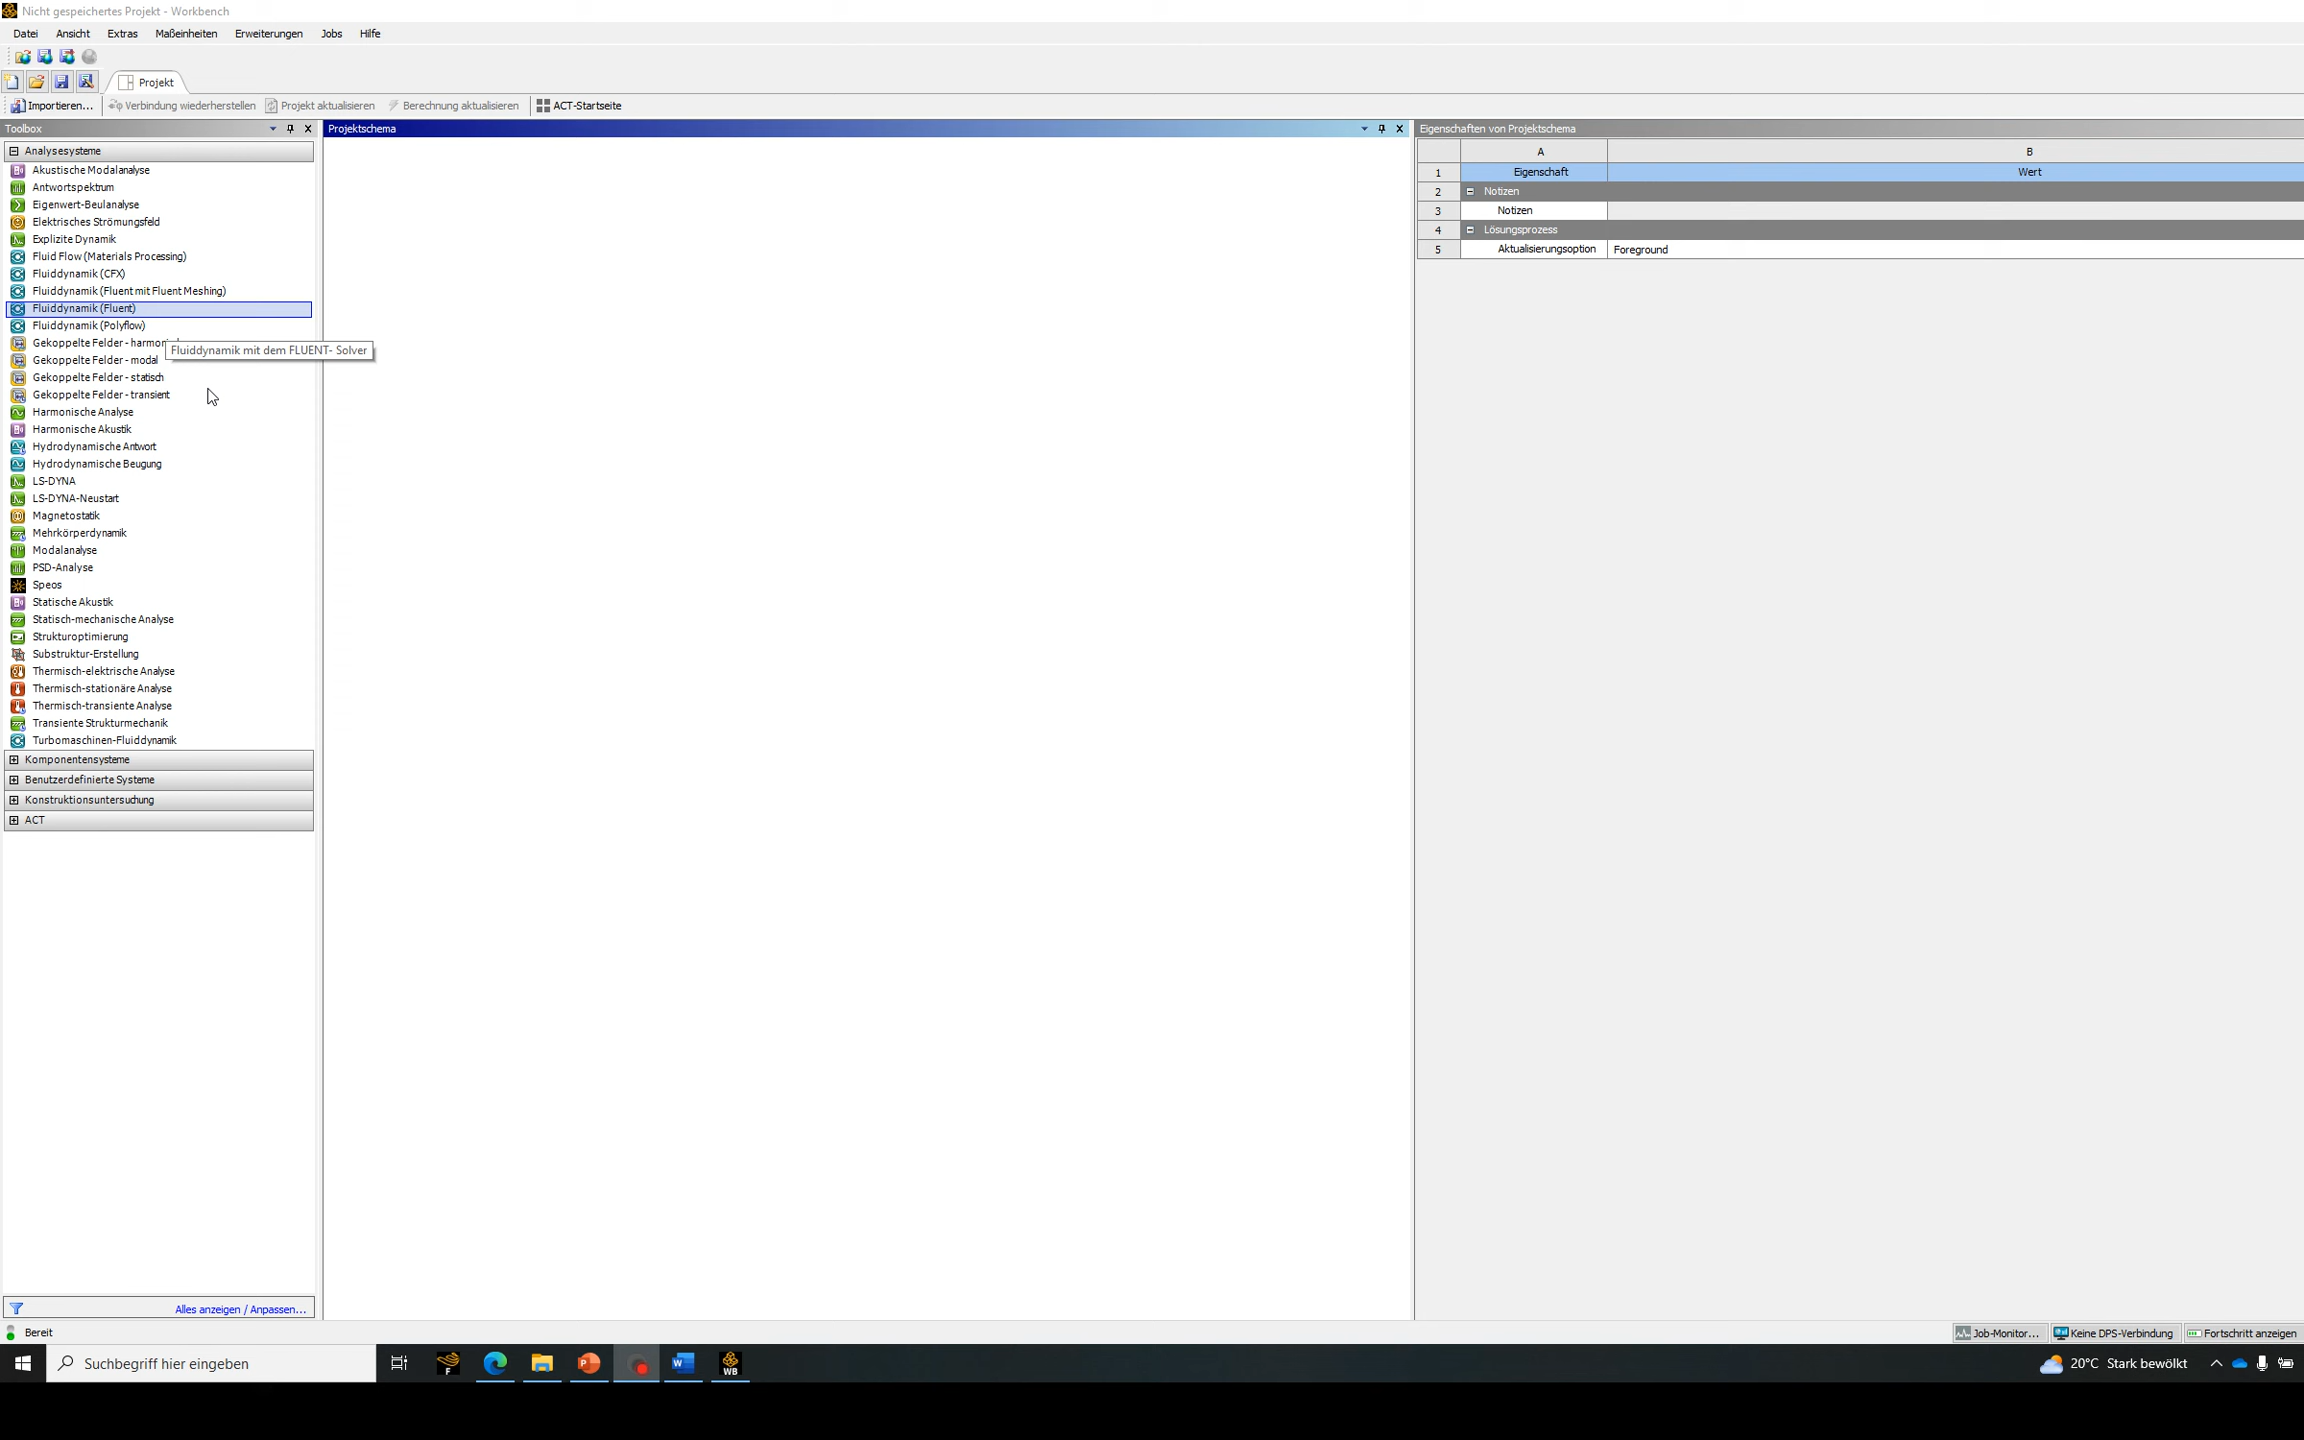 Nicht gespeichertes Projekt - Workbench
Datei Ansicht Extras Maßeinheiten Erweiterungen Jobs Hilfe
Projekt
Importieren... Verbindung wiederherstellen Projekt aktualisieren Berechnung aktualisieren ACT-Startseite
Toolbox
Analysesysteme
Akustische Modalanalyse
Antwortspektrum
Eigenwert-Beulanalyse
Elektrisches Strömungsfeld
Explizite Dynamik
Fluid Flow (Materials Processing)
Fluiddynamik (CFX)
Fluiddynamik (Fluent mit Fluent Meshing)
Fluiddynamik (Fluent)
Fluiddynamik (Polyflow)
Gekoppelte Felder - harmon
Fluiddynamik mit dem FLUENT- Solver
Gekoppelte Felder - modal
Gekoppelte Felder - statisch
Gekoppelte Felder - transient
Harmonische Analyse
Harmonische Akustik
Hydrodynamische Antwort
Hydrodynamische Beugung
LS-DYNA
LS-DYNA-Neustart
Magnetostatik
Mehrkörperdynamik
Modalanalyse
PSD-Analyse
Speos
Statische Akustik
Statisch-mechanische Analyse
Strukturoptimierung
Substruktur-Erstellung
Thermisch-elektrische Analyse
Thermisch-stationäre Analyse
Thermisch-transiente Analyse
Transiente Strukturmechanik
Turbomaschinen-Fluiddynamik
Komponentensysteme
Benutzerdefinierte Systeme
Konstruktionsuntersuchung
ACT
Alles anzeigen / Anpassen...
Projektschema
Eigenschaften von Projektschema
A B
1 Eigenschaft Wert
2 Notizen
3 Notizen
4 Lösungsprozess
5 Aktualisierungsoption Foreground
Bereit
Job-Monitor... Keine DPS-Verbindung Fortschritt anzeigen
Suchbegriff hier eingeben
F
P
W
WB
20°C Stark bewölkt